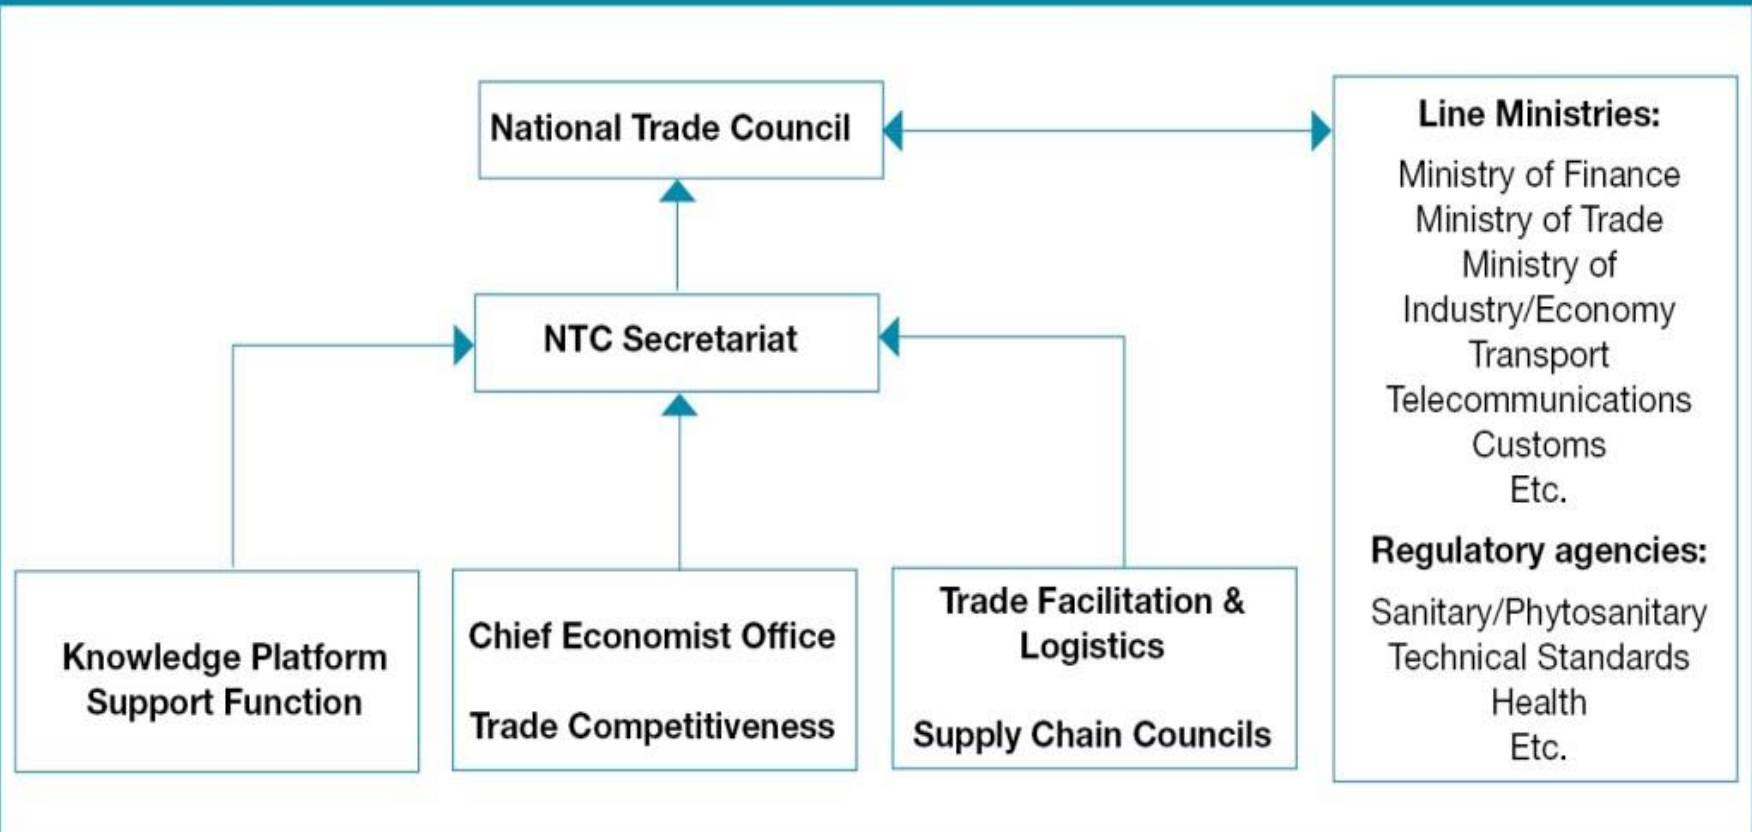 National Trade Council
NTC Secretariat
Knowledge Platform
Support Function
Chief Economist Office
Trade Competitiveness
Trade Facilitation &
Logistics
Supply Chain Councils
Line Ministries:
Ministry of Finance
Ministry of Trade
Ministry of
Industry/Economy
Transport
Telecommunications
Customs
Etc.
Regulatory agencies:
Sanitary/Phytosanitary
Technical Standards
Health
Etc.